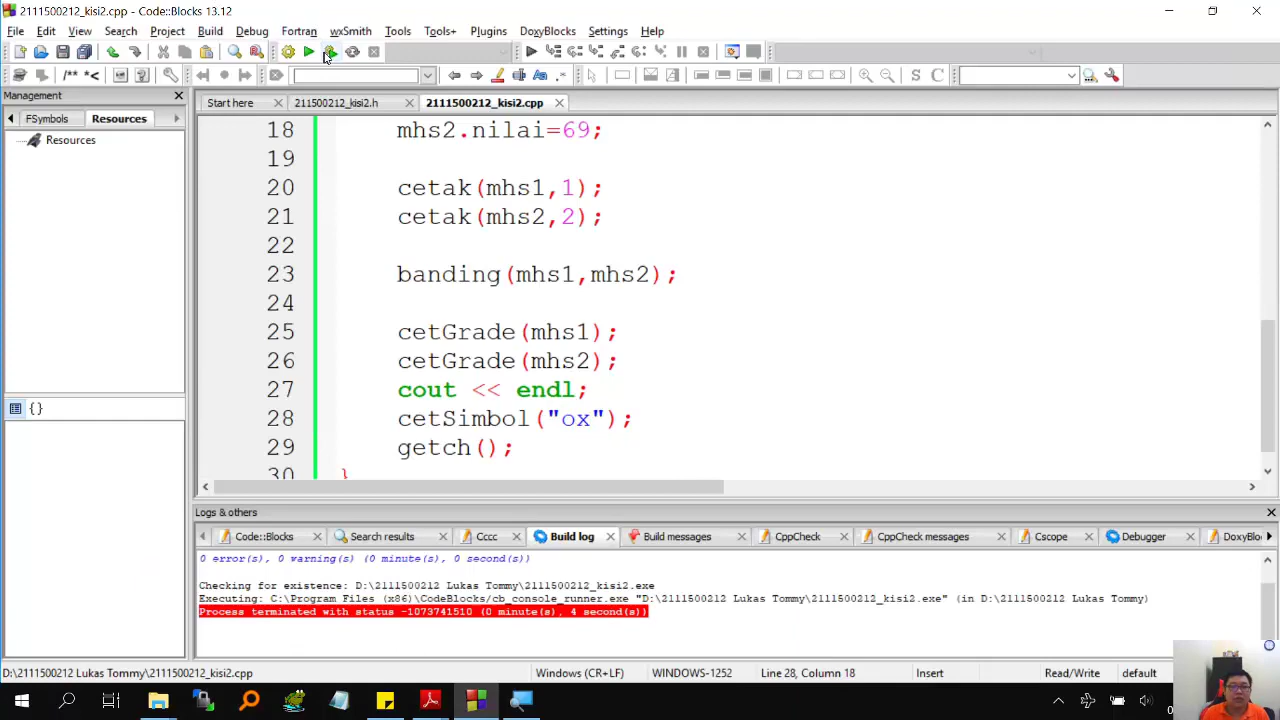 2111500212_kisi2.cpp - Code::Blocks 13.12
File Edit View Search Project Build Debug Fortran wxSmith Tools Tools+ Plugins DoxyBlocks Settings Help
/** *<
S C
Management
FSymbols Resources
Resources
{}
Start here 211500212_kisi2.h 2111500212_kisi2.cpp
18 mhs2.nilai=69;
19
20 cetak(mhs1,1);
21 cetak(mhs2,2);
22
23 banding(mhs1,mhs2);
24
25 cetGrade(mhs1);
26 cetGrade(mhs2);
27 cout << endl;
28 cetSimbol("ox");
29 getch();
30 }
Logs & others
Code::Blocks Search results Cccc Build log Build messages CppCheck CppCheck messages Cscope Debugger DoxyBlo
0 error(s), 0 warning(s) (0 minute(s), 0 second(s))
Checking for existence: D:\2111500212 Lukas Tommy\2111500212_kisi2.exe
Executing: C:\Program Files (x86)\CodeBlocks/cb_console_runner.exe "D:\2111500212 Lukas Tommy\2111500212_kisi2.exe" (in D:\2111500212 Lukas Tommy)
Process terminated with status -1073741510 (0 minute(s), 4 second(s))
D:\2111500212 Lukas Tommy\2111500212_kisi2.cpp Windows (CR+LF) WINDOWS-1252 Line 28, Column 18 Insert Read/Write default